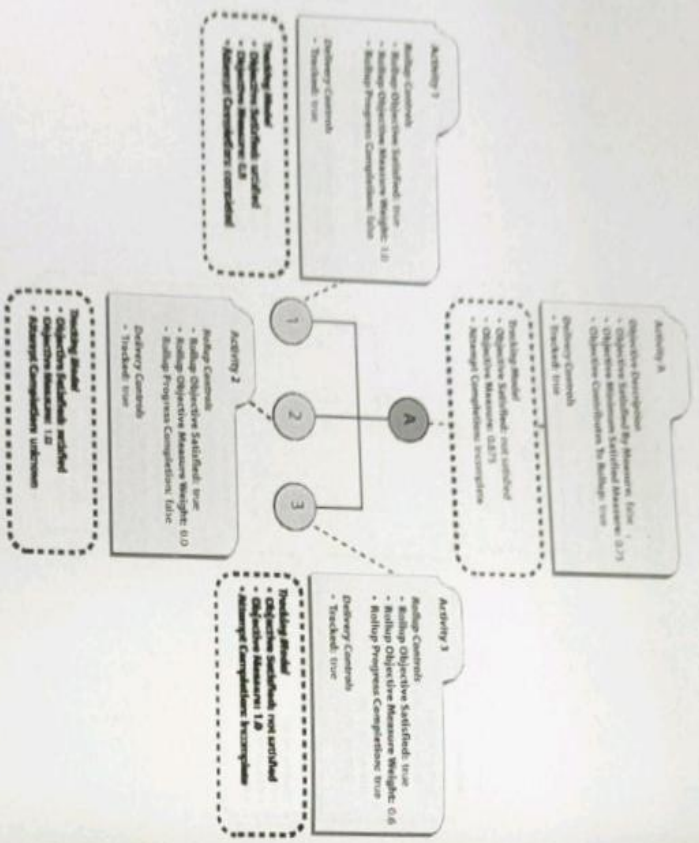 Activity A
Objective Description
• Objective Satisfied By Measure: false
• Objective Minimum Satisfied Measure: 0.75
• Objective Contributes To Rollup: true
Delivery Controls
• Tracked: true
Tracking Model
• Objective Satisfied: not satisfied
• Objective Measure: 0.875
• Attempt Completion: incomplete
A
1
2
3
Activity 1
Rollup Controls
• Rollup Objective Satisfied: true
• Rollup Objective Measure Weight: 1.0
• Rollup Progress Completion: false
Delivery Controls
• Tracked: true
Tracking Model
• Objective Satisfied: satisfied
• Objective Measure:
• Attempt Completion: completed
Activity 2
Rollup Controls
• Rollup Objective Satisfied: true
• Rollup Objective Measure Weight: 0.0
• Rollup Progress Completion: false
Delivery Controls
• Tracked: true
Tracking Model
• Objective Satisfied: satisfied
• Objective Measure: 1.0
• Attempt Completion: unknown
Activity 3
Rollup Controls
• Rollup Objective Satisfied: true
• Rollup Objective Measure Weight: 0.6
• Rollup Progress Completion: true
Delivery Controls
• Tracked: true
Tracking Model
• Objective Satisfied: not satisfied
• Objective Measure: 1.0
• Attempt Completion: incomplete